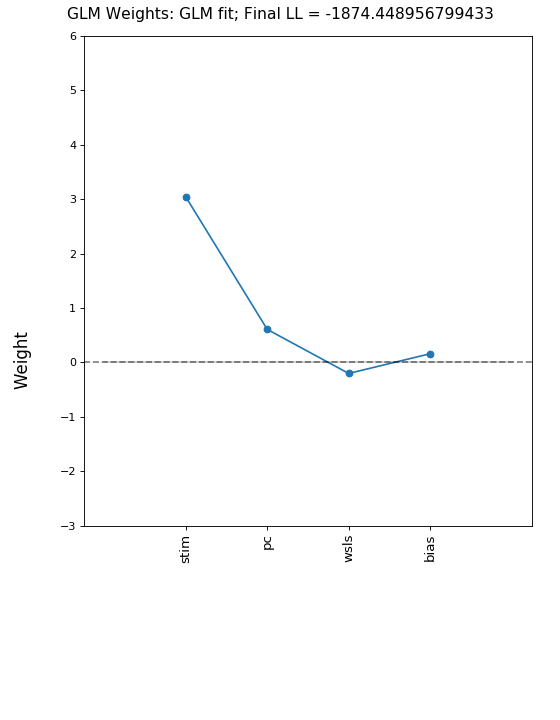 GLM Weights: GLM fit; Final LL = -1874.448956799433
6
5
4
3
2
1
0
−1
−2
−3
Weight
stim
pc
wsls
bias